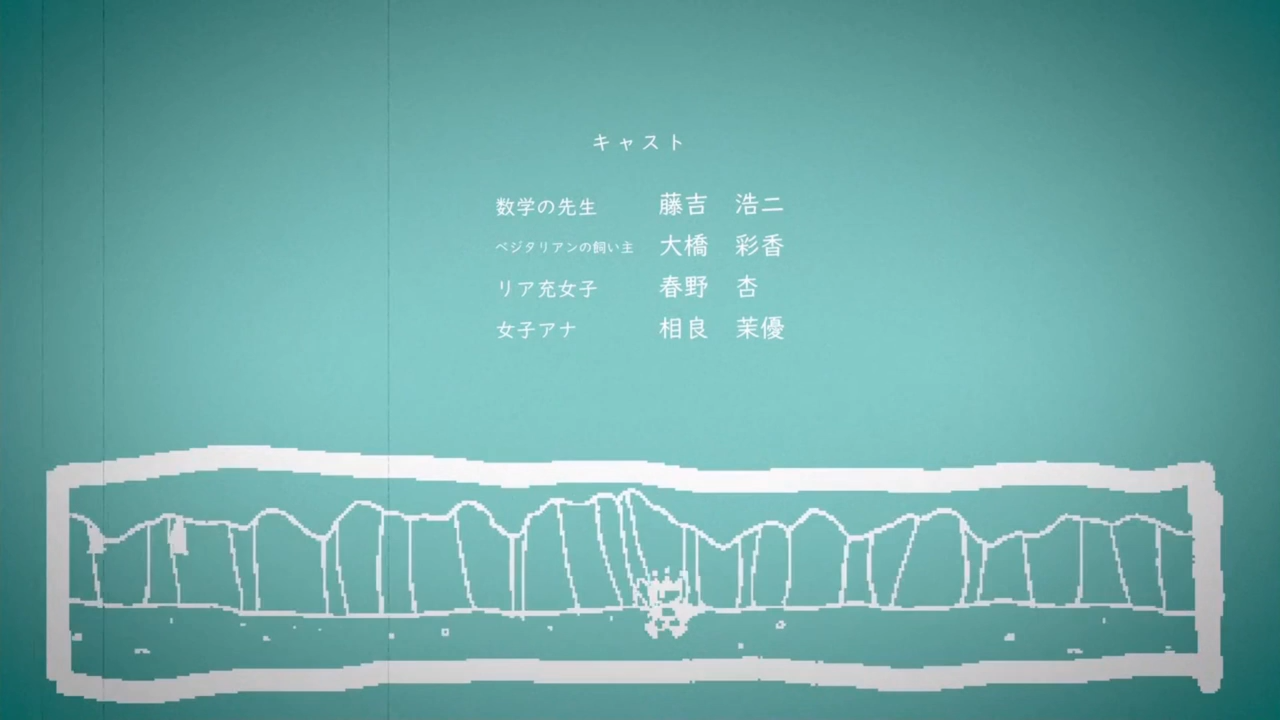 キャスト
数学の先生 藤吉 浩二
ベジタリアンの飼い主 大橋 彩香
リア充女子 春野 杏
女子アナ 相良 茉優